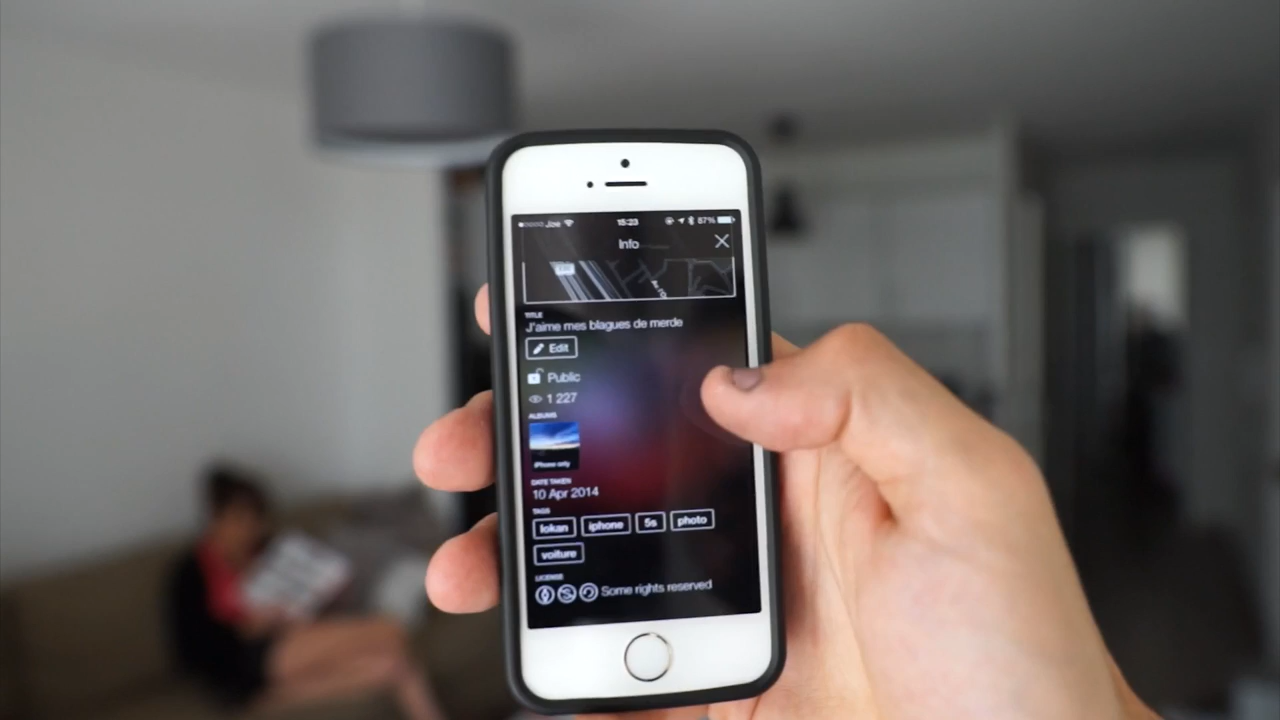 Joe 15:23 87%
Info
TITLE
J'aime mes blagues de merde
Edit
Public
1 227
ALBUMS
iPhone only
DATE TAKEN
10 Apr 2014
TAGS
lokan iphone 5s photo
voiture
LICENSE
Some rights reserved